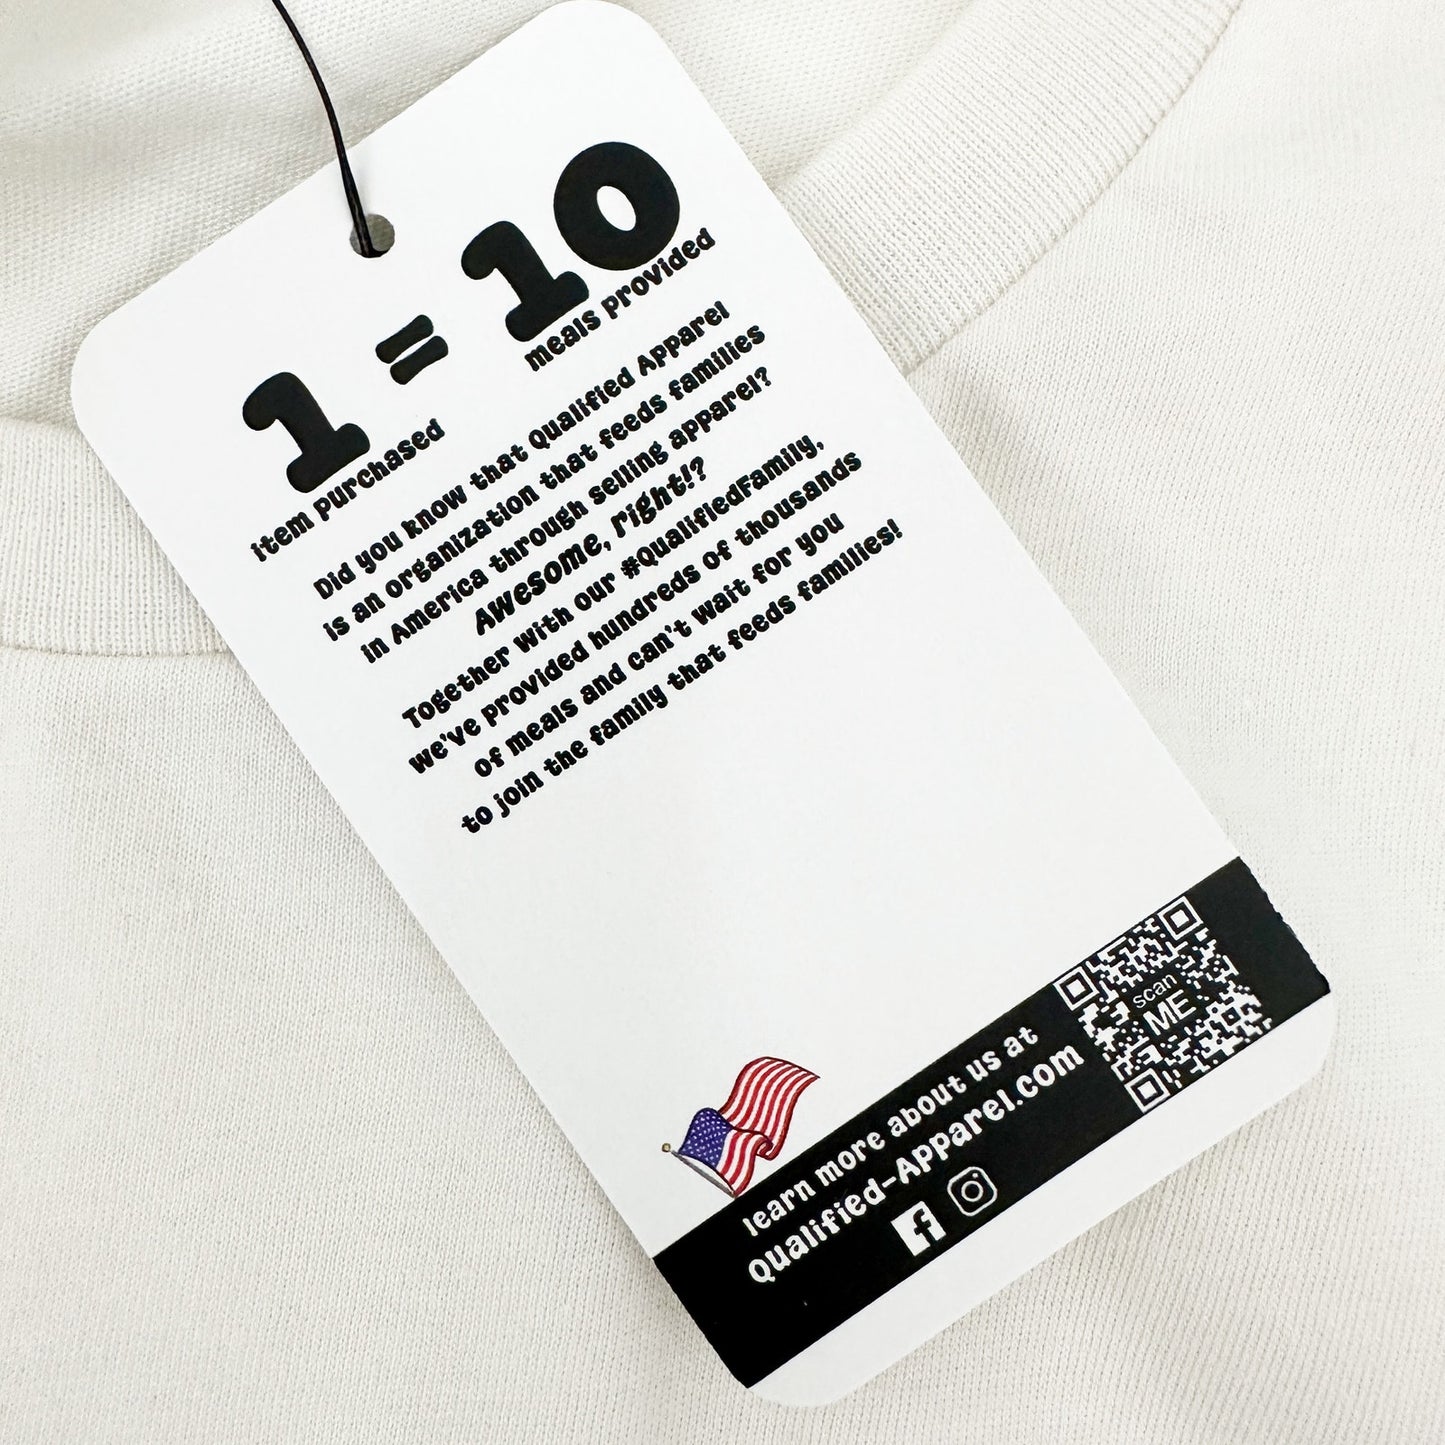 1 = 10
item purchased
meals provided
Did you know that Qualified Apparel
is an organization that feeds families
in America through selling apparel?
Awesome, right!?
Together with our #QualifiedFamily,
we've provided hundreds of thousands
of meals and can't wait for you
to join the family that feeds families!
scan
ME
learn more about us at
Qualified-Apparel.com